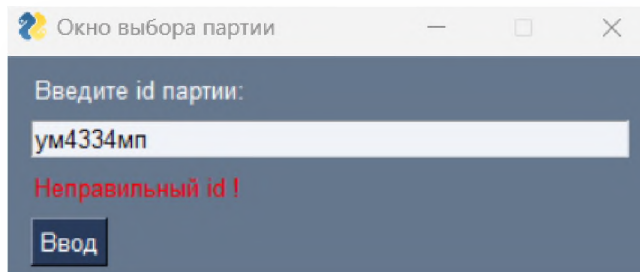 Окно выбора партии
Введите id партии:
ум4334мп
Неправильный id !
Ввод